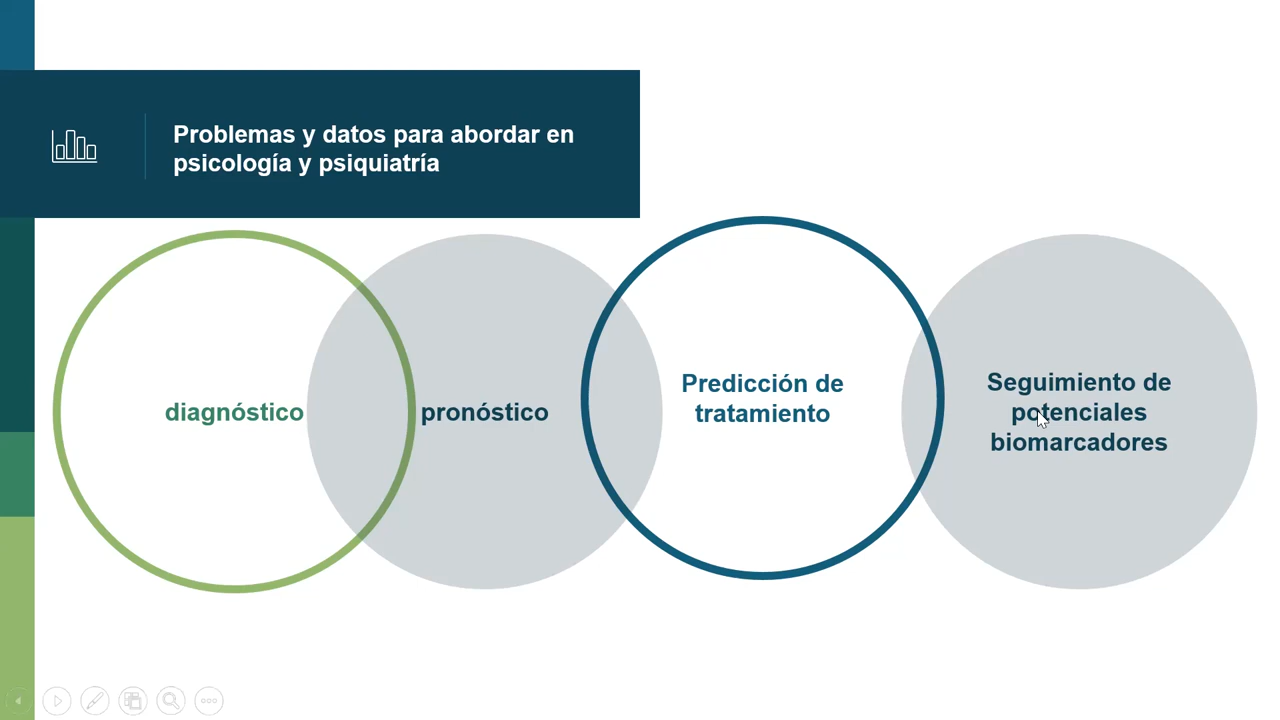 Problemas y datos para abordar en
psicología y psiquiatría
diagnóstico
pronóstico
Predicción de
tratamiento
Seguimiento de
potenciales
biomarcadores